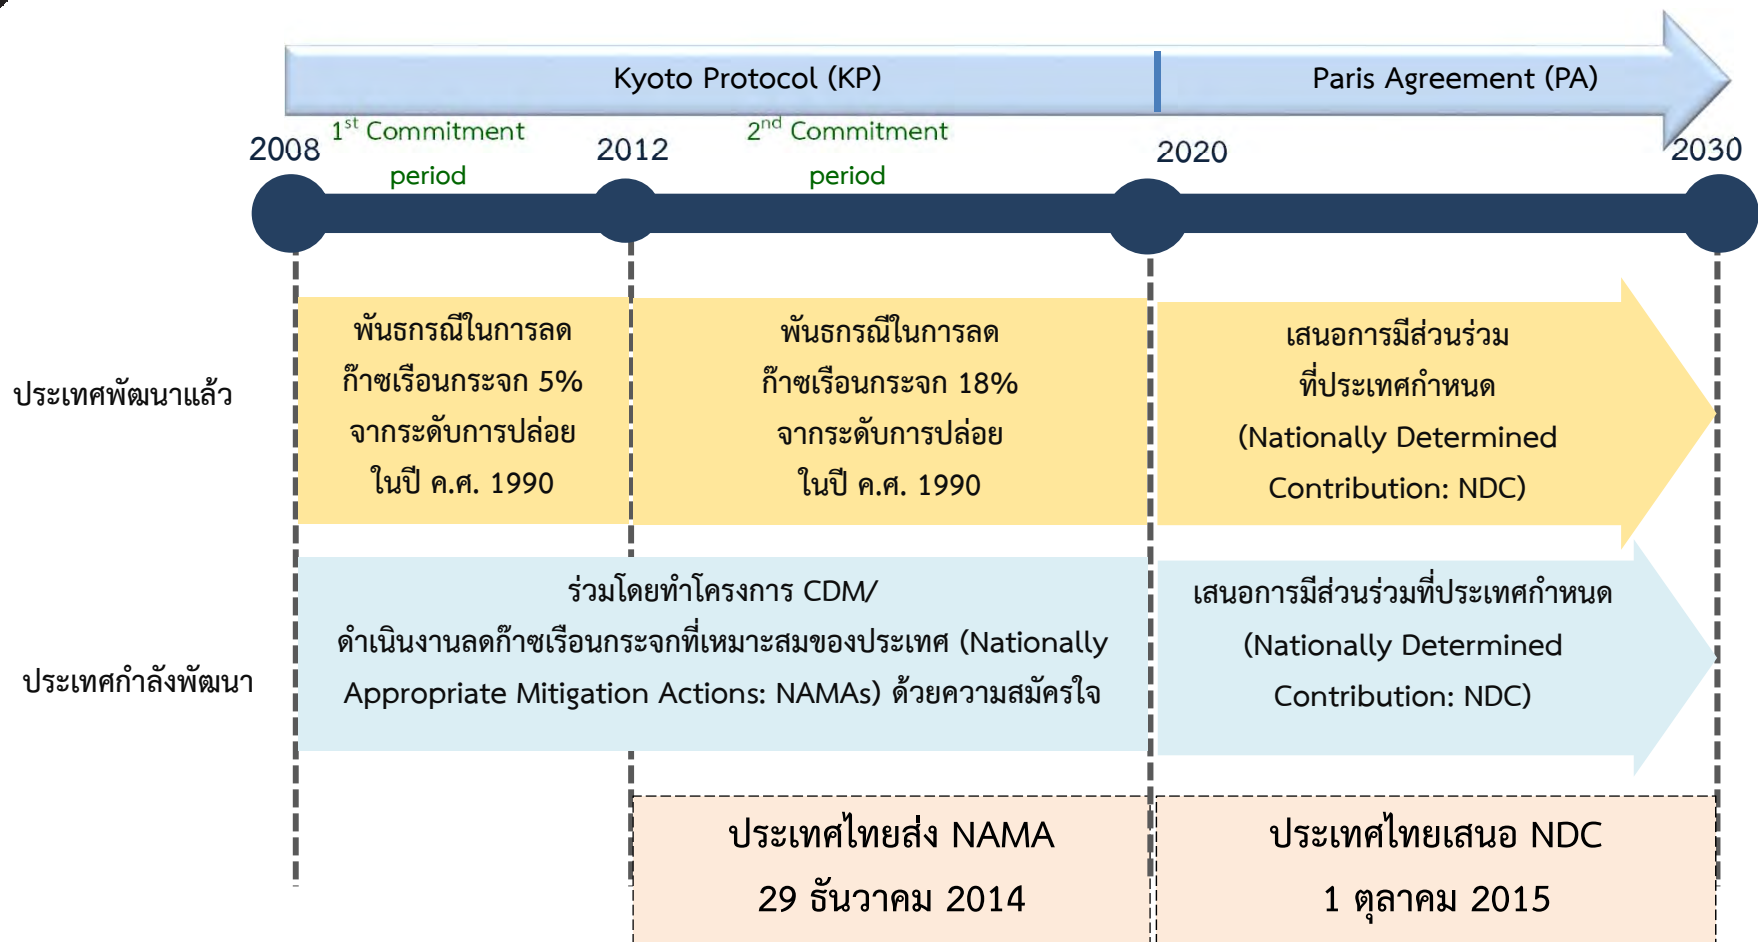 Kyoto Protocol (KP)
Paris Agreement (PA)
2008
1st Commitment
period
2012
2nd Commitment
period
2020
2030
ประเทศพัฒนาแล้ว
พันธกรณีในการลด
ก๊าซเรือนกระจก 5%
จากระดับการปล่อย
ในปี ค.ศ. 1990
พันธกรณีในการลด
ก๊าซเรือนกระจก 18%
จากระดับการปล่อย
ในปี ค.ศ. 1990
เสนอการมีส่วนร่วม
ที่ประเทศกำหนด
(Nationally Determined
Contribution: NDC)
ประเทศกำลังพัฒนา
ร่วมโดยทำโครงการ CDM/
ดำเนินงานลดก๊าซเรือนกระจกที่เหมาะสมของประเทศ (Nationally
Appropriate Mitigation Actions: NAMAs) ด้วยความสมัครใจ
เสนอการมีส่วนร่วมที่ประเทศกำหนด
(Nationally Determined
Contribution: NDC)
ประเทศไทยส่ง NAMA
29 ธันวาคม 2014
ประเทศไทยเสนอ NDC
1 ตุลาคม 2015